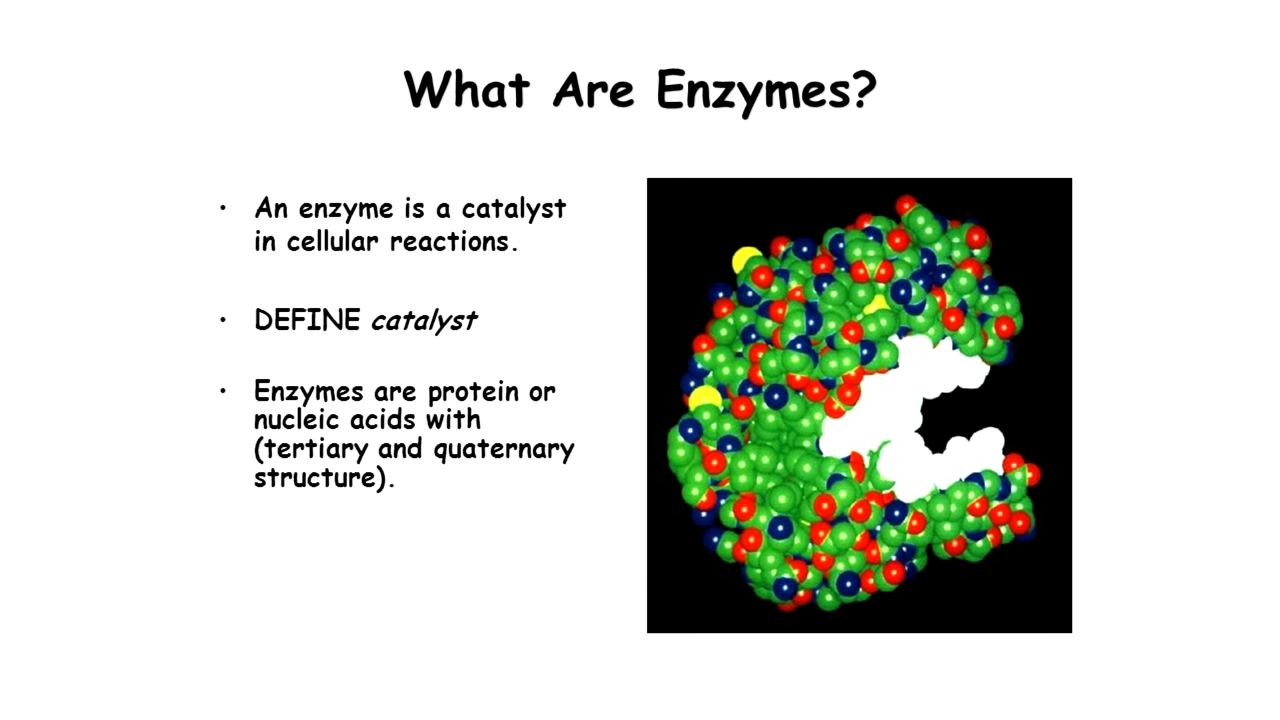 What Are Enzymes?
• An enzyme is a catalyst
in cellular reactions.
• DEFINE catalyst
• Enzymes are protein or
nucleic acids with
(tertiary and quaternary
structure).